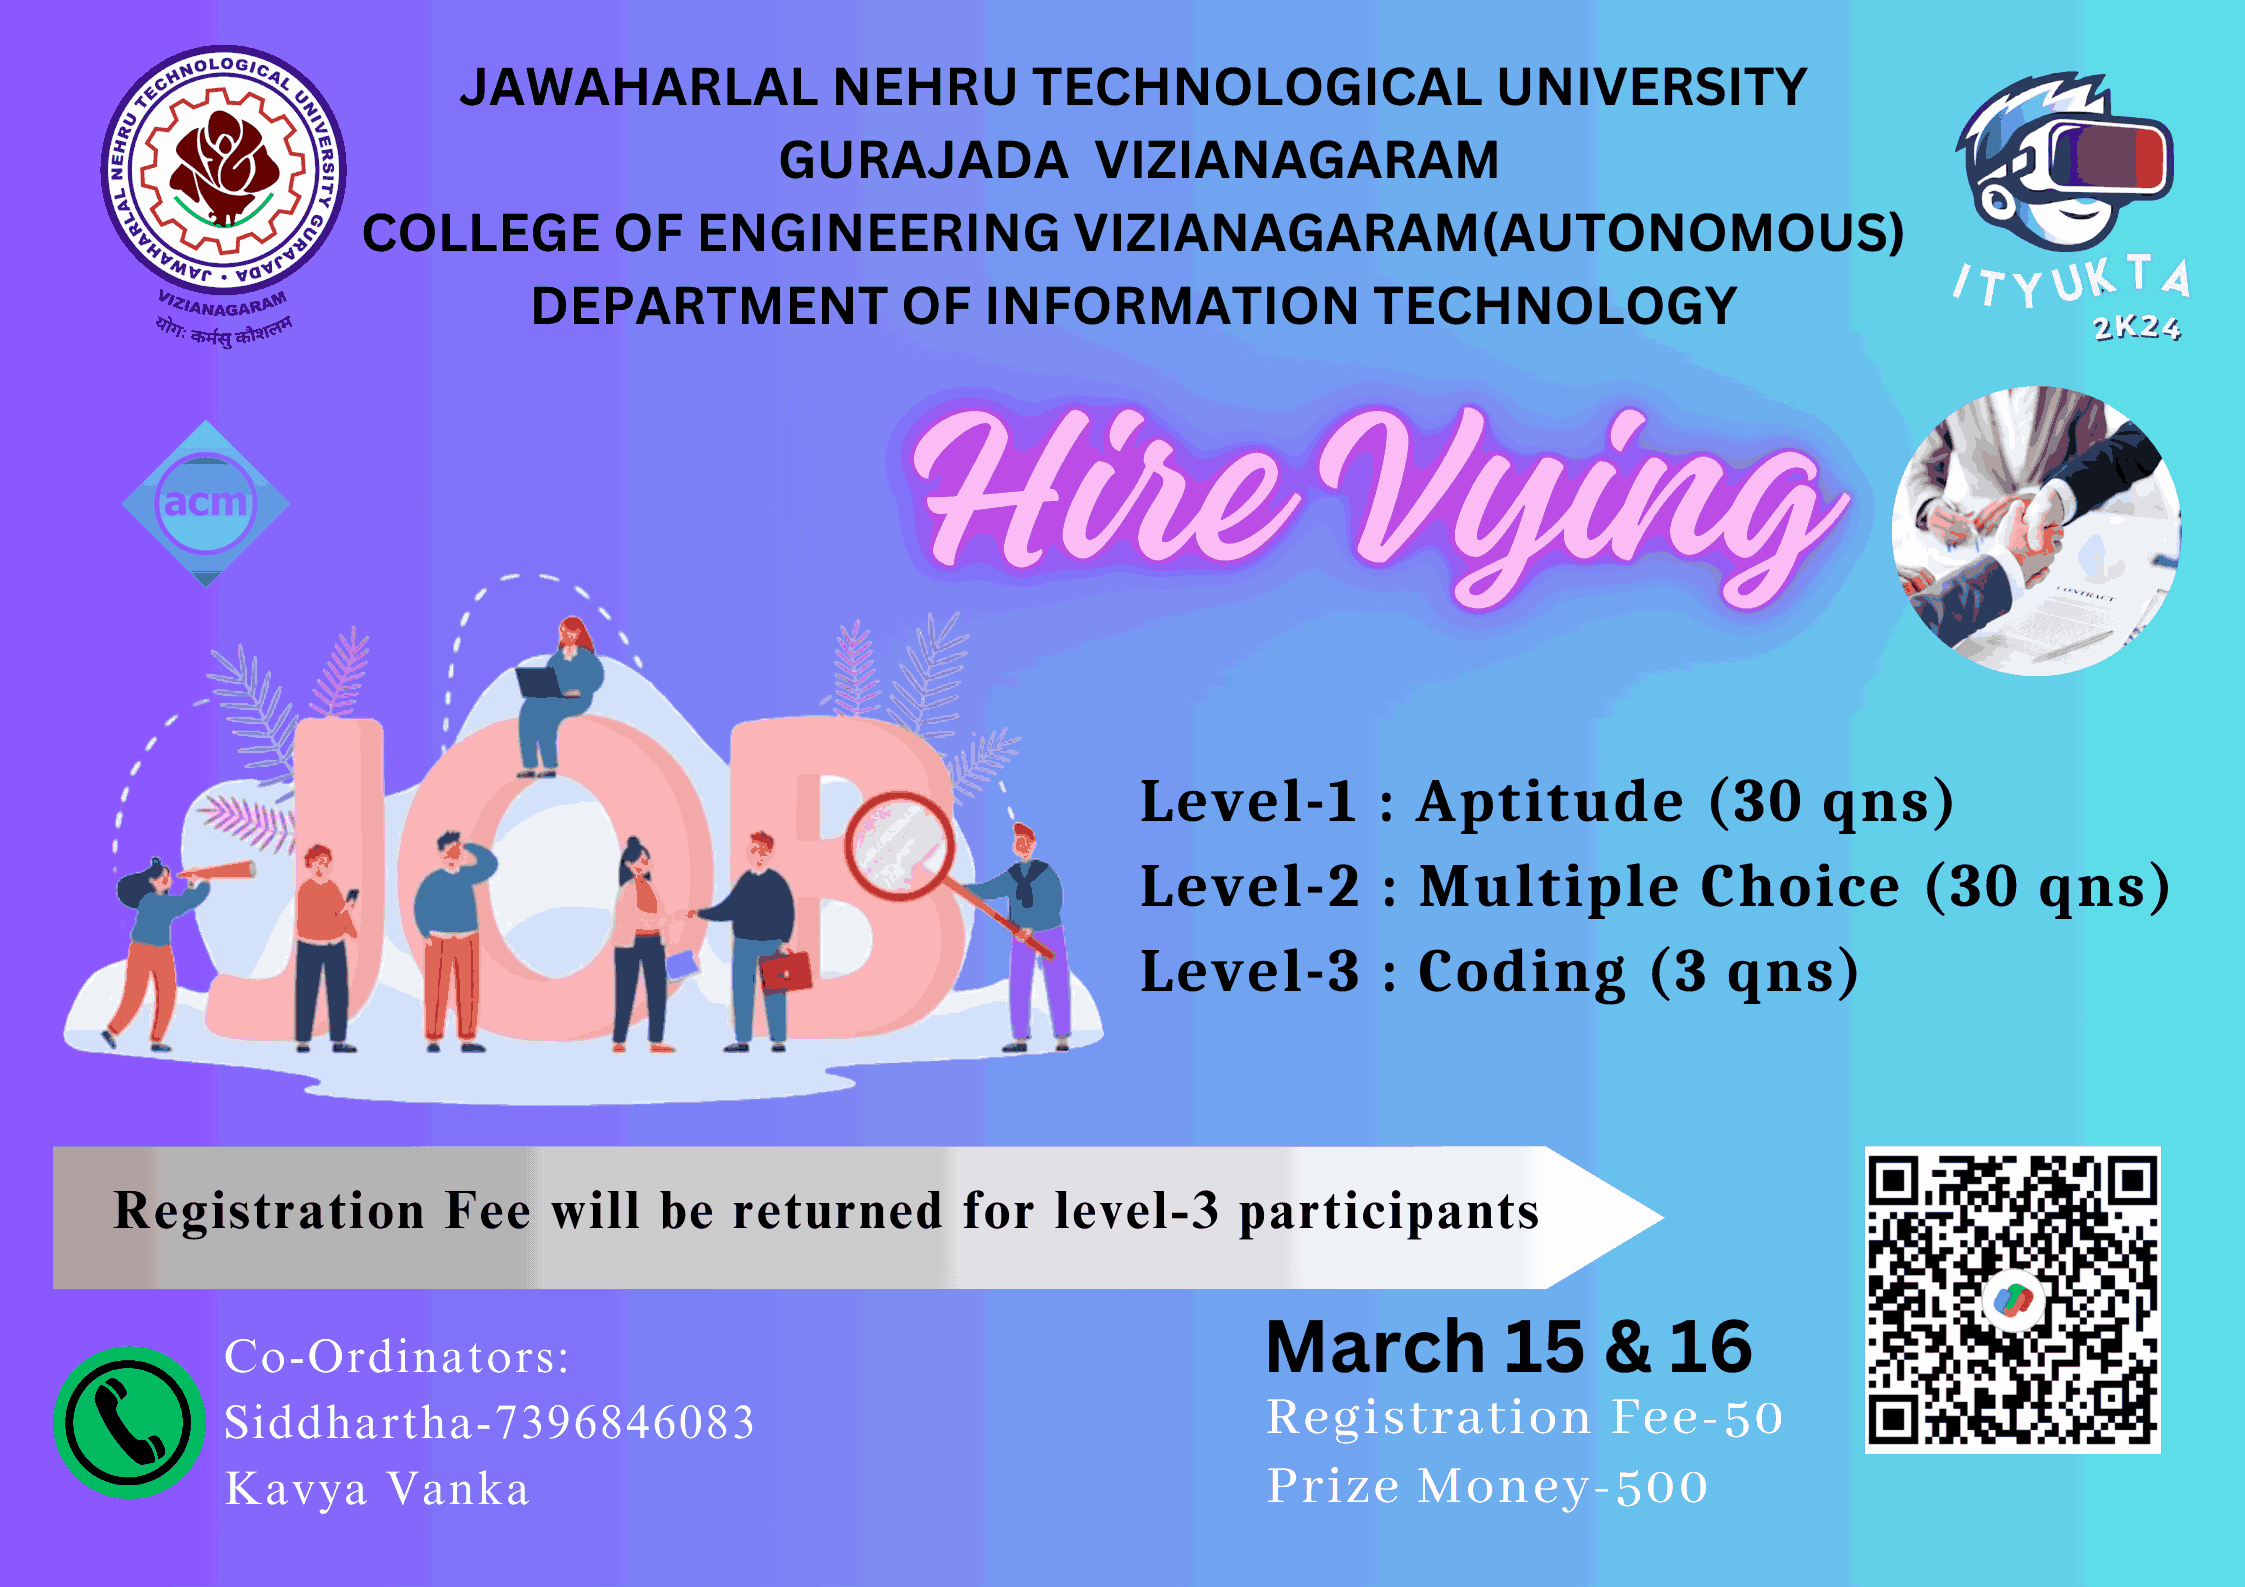 JAWAHARLAL NEHRU TECHNOLOGICAL UNIVERSITY
GURAJADA VIZIANAGARAM
COLLEGE OF ENGINEERING VIZIANAGARAM(AUTONOMOUS)
DEPARTMENT OF INFORMATION TECHNOLOGY
JAWAHARLAL NEHRU TECHNOLOGICAL UNIVERSITY GURAJADA
VIZIANAGARAM
योगः कर्मसु कौशलम
ITYUKTA
2K24
acm
Hire Vying
CONTRACT
JOB
Level-1 : Aptitude (30 qns)
Level-2 : Multiple Choice (30 qns)
Level-3 : Coding (3 qns)
Registration Fee will be returned for level-3 participants
Co-Ordinators:
Siddhartha-7396846083
Kavya Vanka
March 15 & 16
Registration Fee-50
Prize Money-500